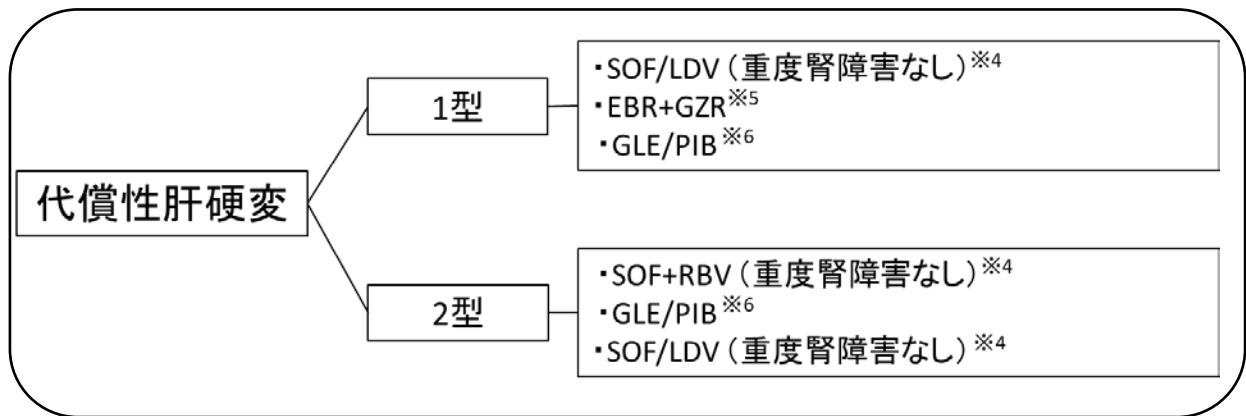 代償性肝硬変
1型
・SOF/LDV（重度腎障害なし）※4
・EBR+GZR※5
・GLE/PIB※6
2型
・SOF+RBV（重度腎障害なし）※4
・GLE/PIB※6
・SOF/LDV（重度腎障害なし）※4